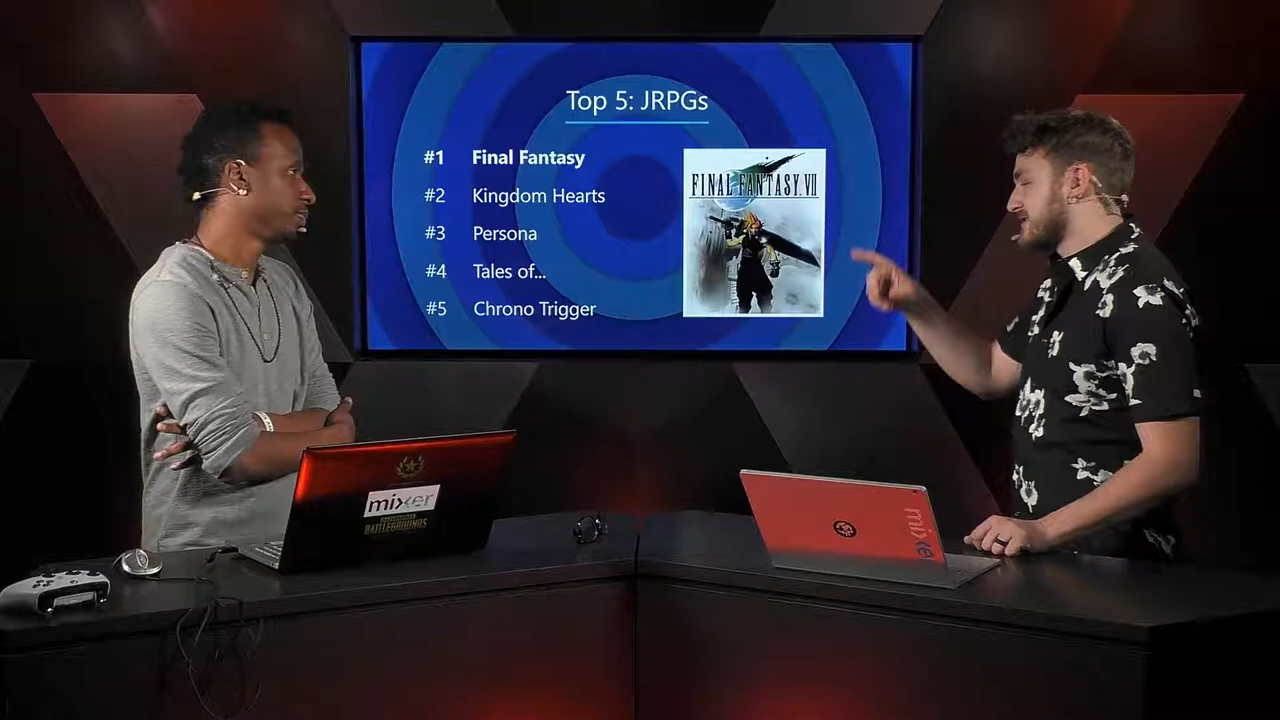 Top 5: JRPGs
#1 Final Fantasy
#2 Kingdom Hearts
#3 Persona
#4 Tales of...
#5 Chrono Trigger
FINAL FANTASY VII
mixer
BATTLEGROUNDS
mixer